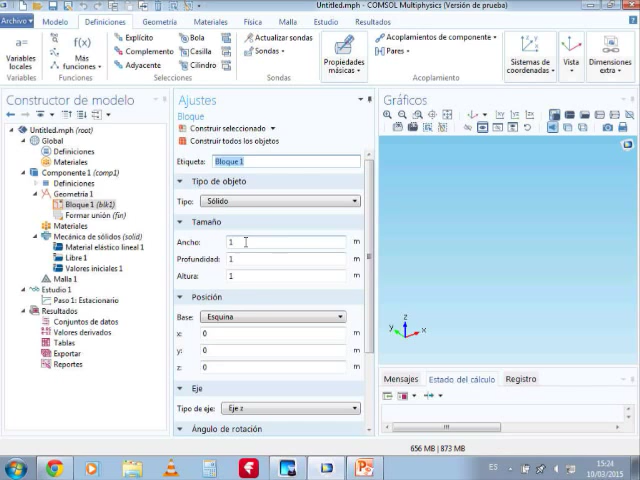 Untitled.mph - COMSOL Multiphysics (Versión de prueba)
Archivo Modelo Definiciones Geometría Materiales Física Malla Estudio Resultados
a= Variables locales
Variables
f(x) Más funciones
Funciones
Explícito
Complemento
Adyacente
Bola
Casilla
Cilindro
Selecciones
Actualizar sondas
Sondas
Sondas
Propiedades másicas
Acoplamientos de componente
Pares
Acoplamiento
Sistemas de coordenadas
Vista
Dimensiones extra
Constructor de modelo
Untitled.mph (root)
Global
Definiciones
Materiales
Componente 1 (comp1)
Definiciones
Geometría 1
Bloque 1 (blk1)
Formar unión (fin)
Materiales
Mecánica de sólidos (solid)
Material elástico lineal 1
Libre 1
Valores iniciales 1
Malla 1
Estudio 1
Paso 1: Estacionario
Resultados
Conjuntos de datos
Valores derivados
Tablas
Exportar
Reportes
Ajustes
Bloque
Construir seleccionado
Construir todos los objetos
Etiqueta: Bloque 1
Tipo de objeto
Tipo: Sólido
Tamaño
Ancho: 1 m
Profundidad: 1 m
Altura: 1 m
Posición
Base: Esquina
x: 0 m
y: 0 m
z: 0 m
Eje
Tipo de eje: Eje z
Ángulo de rotación
Gráficos
z
y x
Mensajes Estado del cálculo Registro
656 MB | 873 MB
ES
15:24
10/03/2015